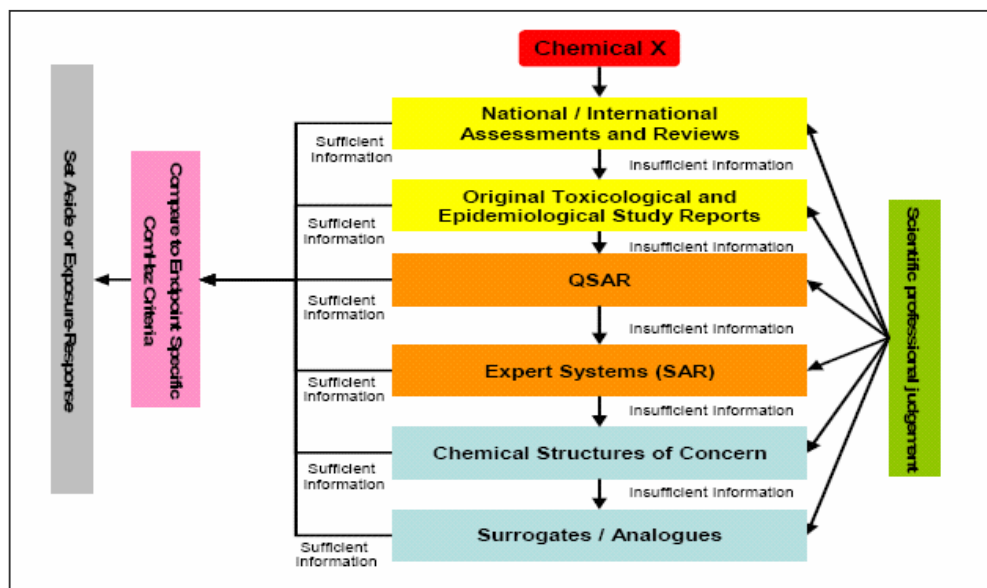 Chemical X
National / International
Assessments and Reviews
Sufficient
Information
Insufficient Information
Original Toxicological and
Epidemiological Study Reports
Sufficient
Information
Insufficient Information
QSAR
Sufficient
Information
Insufficient Information
Expert Systems (SAR)
Sufficient
Information
Insufficient Information
Chemical Structures of Concern
Sufficient
Information
Insufficient Information
Surrogates / Analogues
Sufficient
Information
Scientific professional judgement
Compare to Endpoint Specific
ComHaz Criteria
Set Aside or Exposure-Response